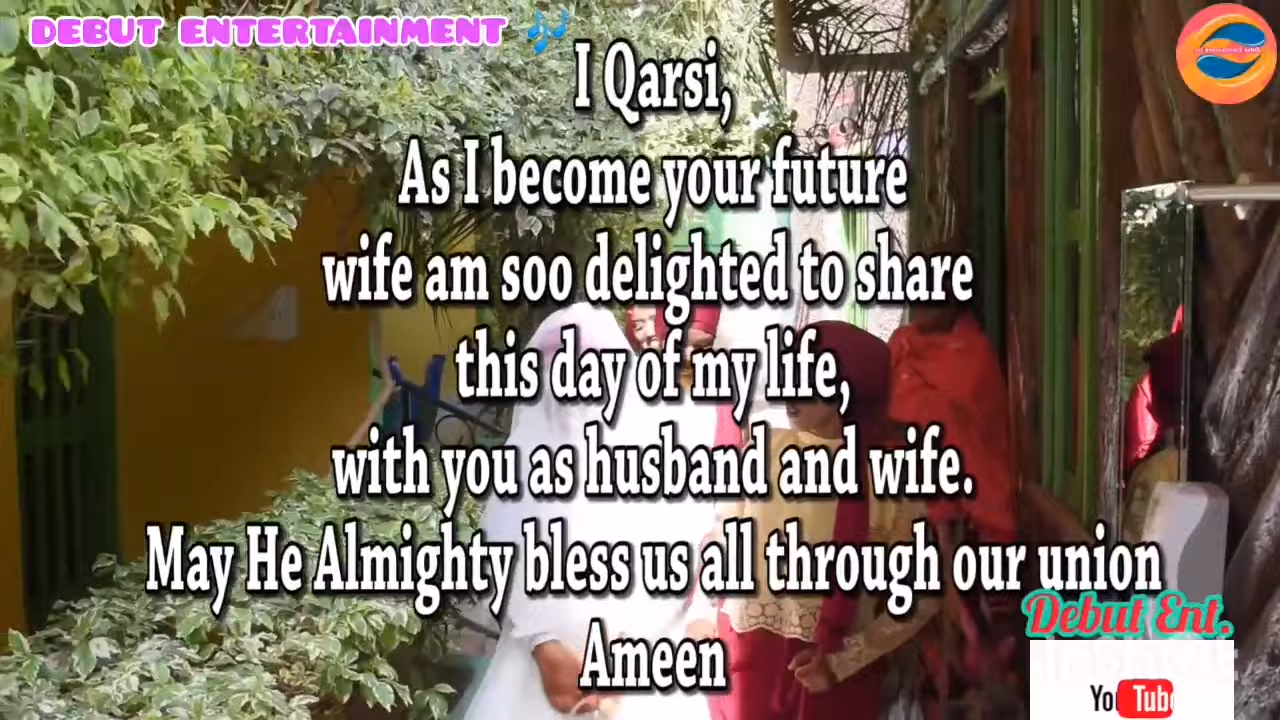 DEBUT ENTERTAINMENT
I Qarsi,
As I become your future
wife am soo delighted to share
this day of my life,
with you as husband and wife.
May He Almighty bless us all through our union
Ameen
Debut Ent.
YouTube